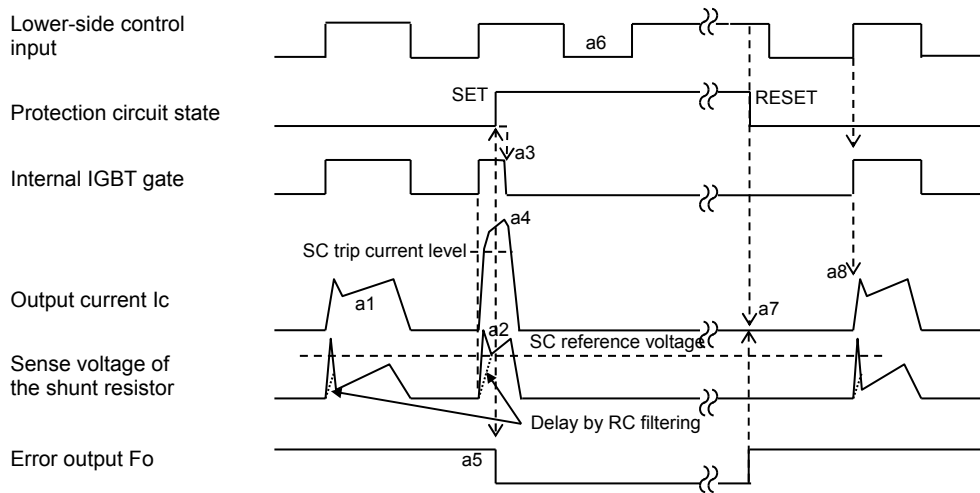 Lower-side control
input
a6
SET
RESET
Protection circuit state
a3
Internal IGBT gate
a4
SC trip current level
a8
Output current Ic
a1
a7
a2
SC reference voltage
Sense voltage of
the shunt resistor
Delay by RC filtering
Error output Fo
a5